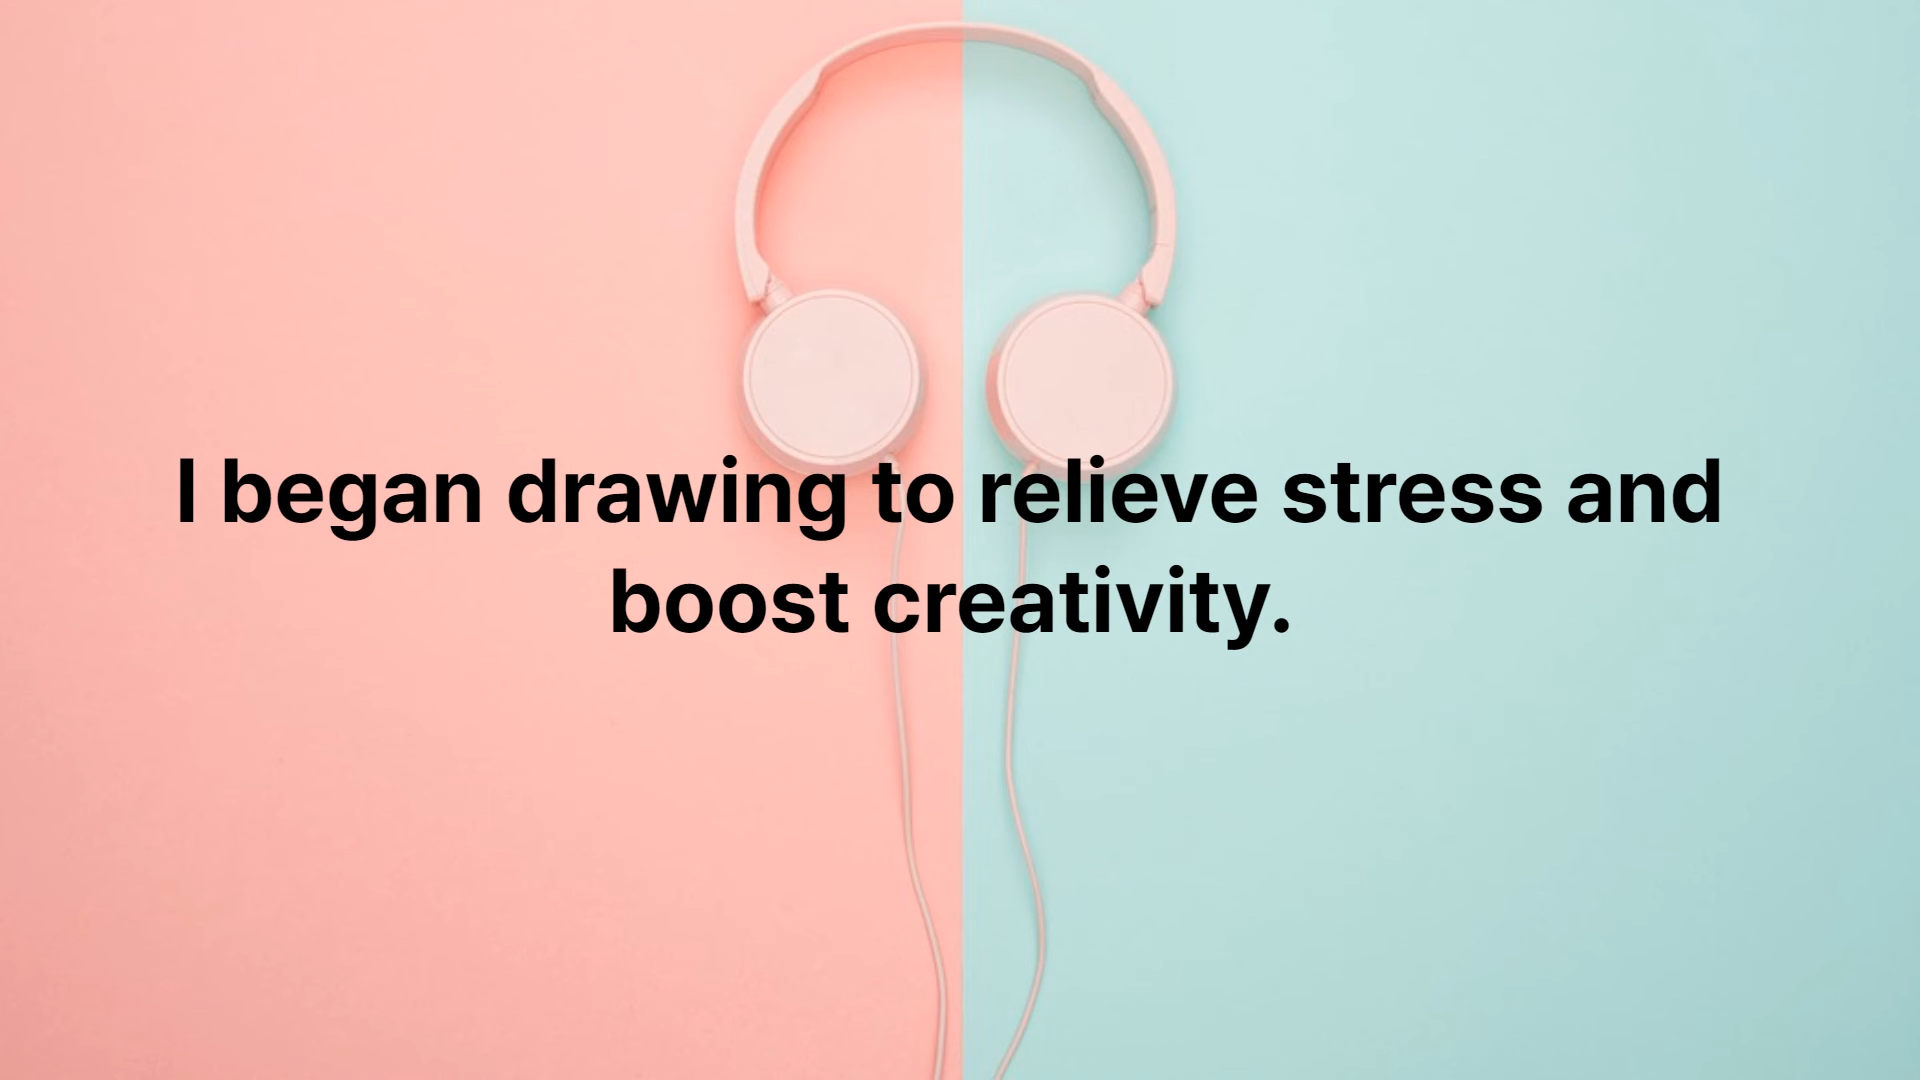 I began drawing to relieve stress and
boost creativity.